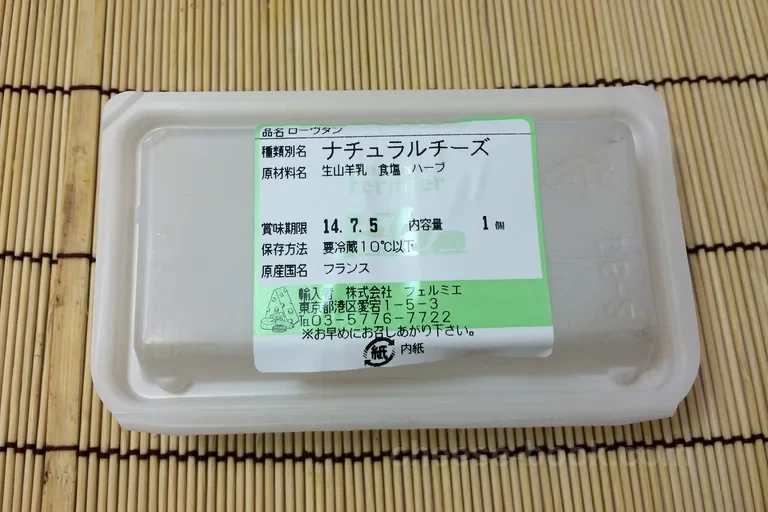 品名 ローヴタン
種類別名 ナチュラルチーズ
原材料名 生山羊乳 食塩 ハーブ
賞味期限 14.7.5 内容量 1個
保存方法 要冷蔵10℃以下
原産国名 フランス
輸入者 株式会社 フェルミエ
東京都港区愛宕1-5-3
℡03-5776-7722
※お早めにお召しあがり下さい。
紙 内紙